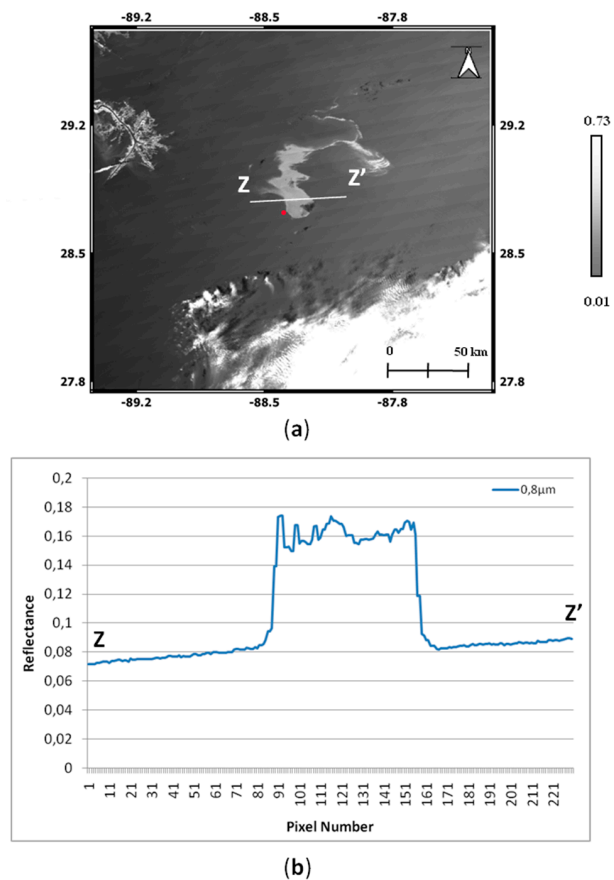 -89.2 -88.5 -87.8
N
29.2 29.2
Z Z’
28.5 28.5
0 50 km
27.8 27.8
-89.2 -88.5 -87.8
0.73
0.01
(a)
0,2
0,8µm
0,18
0,16
0,14
0,12
0,1
Z Z’
0,08
0,06
0,04
0,02
0
Reflectance
1 11 21 31 41 51 61 71 81 91 101 111 121 131 141 151 161 171 181 191 201 211 221
Pixel Number
(b)